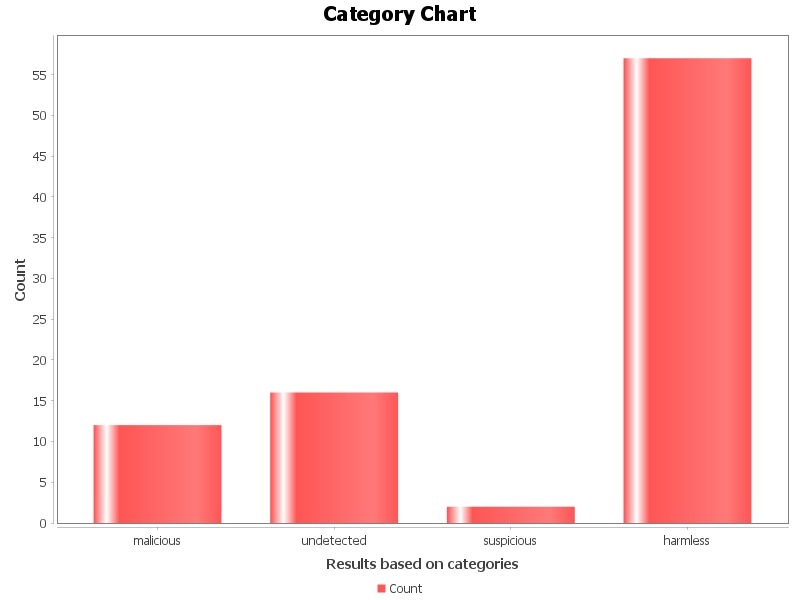 Category Chart
Count
55
50
45
40
35
30
25
20
15
10
5
0
malicious undetected suspicious harmless
Results based on categories
Count